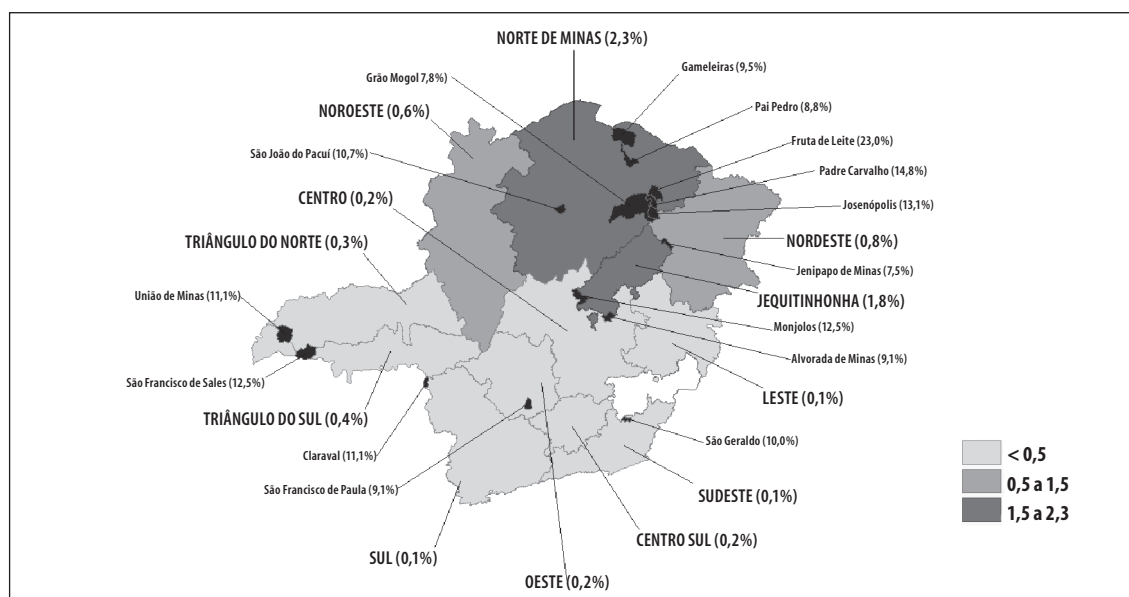 NORTE DE MINAS (2,3%)
Gameleiras (9,5%)
Grão Mogol 7,8%)
Pai Pedro (8,8%)
NOROESTE (0,6%)
Fruta de Leite (23,0%)
São João do Pacuí (10,7%)
Padre Carvalho (14,8%)
CENTRO (0,2%)
Josenópolis (13,1%)
TRIÂNGULO DO NORTE (0,3%)
NORDESTE (0,8%)
Jenipapo de Minas (7,5%)
União de Minas (11,1%)
JEQUITINHONHA (1,8%)
Monjolos (12,5%)
Alvorada de Minas (9,1%)
São Francisco de Sales (12,5%)
LESTE (0,1%)
TRIÂNGULO DO SUL (0,4%)
São Geraldo (10,0%)
Claraval (11,1%)
São Francisco de Paula (9,1%)
SUDESTE (0,1%)
CENTRO SUL (0,2%)
SUL (0,1%)
OESTE (0,2%)
< 0,5
0,5 a 1,5
1,5 a 2,3